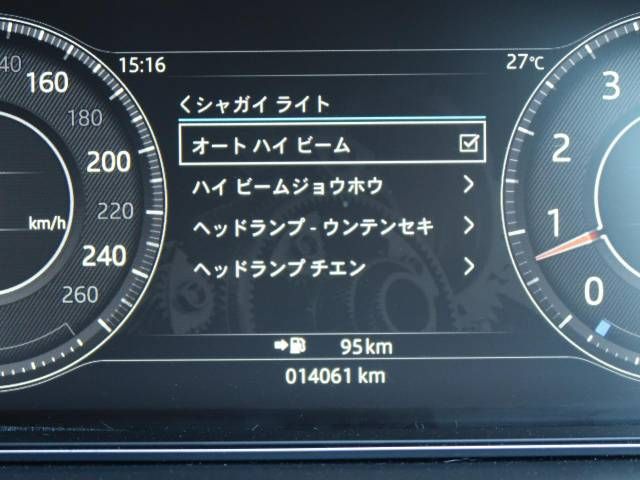 15:16
27℃
シャガイ ライト
オート ハイ ビーム
ハイ ビームジョウホウ
ヘッドランプ - ウンテンセキ
ヘッドランプ チエン
95km
014061 km
140
160
180
200
220
240
260
km/h
3
2
1
0